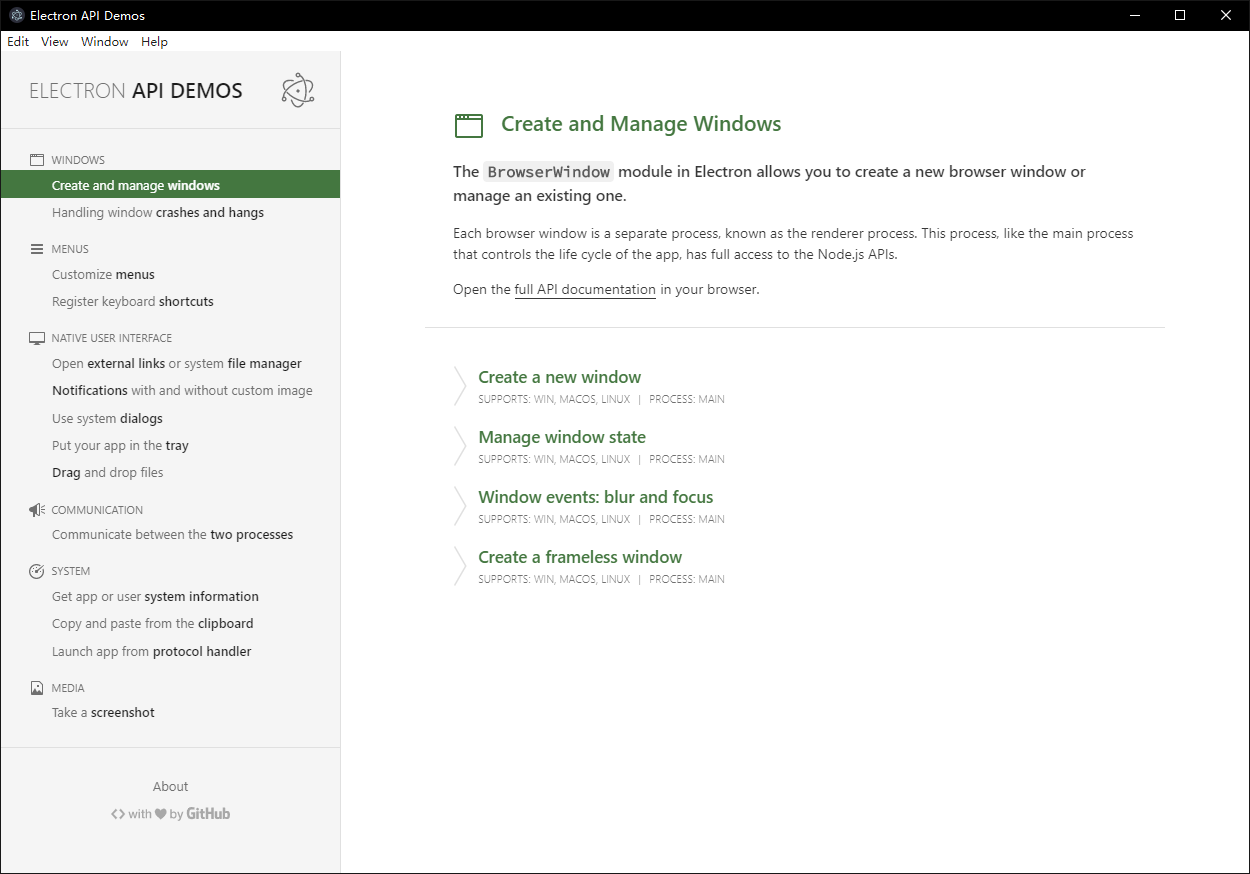 Electron API Demos
Edit View Window Help
ELECTRON API DEMOS
WINDOWS
Create and manage windows
Handling window crashes and hangs
MENUS
Customize menus
Register keyboard shortcuts
NATIVE USER INTERFACE
Open external links or system file manager
Notifications with and without custom image
Use system dialogs
Put your app in the tray
Drag and drop files
COMMUNICATION
Communicate between the two processes
SYSTEM
Get app or user system information
Copy and paste from the clipboard
Launch app from protocol handler
MEDIA
Take a screenshot
About
<> with ♥ by GitHub
Create and Manage Windows
The BrowserWindow module in Electron allows you to create a new browser window or
manage an existing one.
Each browser window is a separate process, known as the renderer process. This process, like the main process
that controls the life cycle of the app, has full access to the Node.js APIs.
Open the full API documentation in your browser.
Create a new window
SUPPORTS: WIN, MACOS, LINUX | PROCESS: MAIN
Manage window state
SUPPORTS: WIN, MACOS, LINUX | PROCESS: MAIN
Window events: blur and focus
SUPPORTS: WIN, MACOS, LINUX | PROCESS: MAIN
Create a frameless window
SUPPORTS: WIN, MACOS, LINUX | PROCESS: MAIN